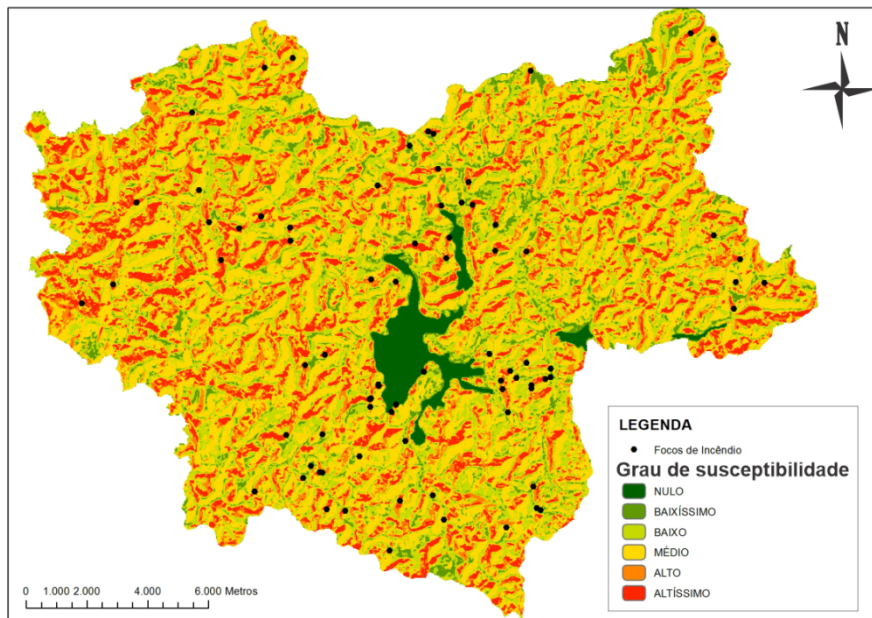 N
LEGENDA
Focos de Incêndio
Grau de susceptibilidade
NULO
BAIXÍSSIMO
BAIXO
MÉDIO
ALTO
ALTÍSSIMO
0 1.000 2.000 4.000 6.000 Metros